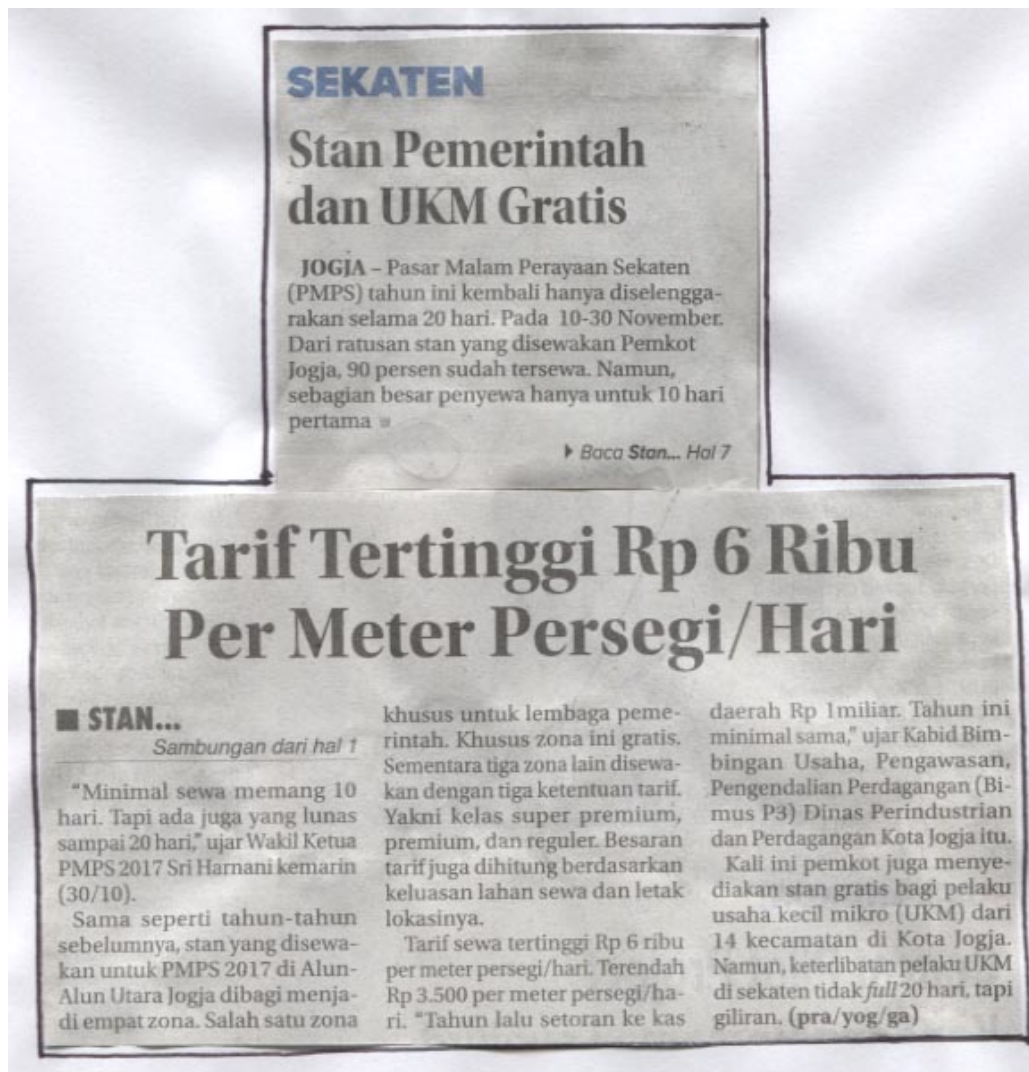 SEKATEN
Stan Pemerintah
dan UKM Gratis
JOGJA – Pasar Malam Perayaan Sekaten
(PMPS) tahun ini kembali hanya diselengga-
rakan selama 20 hari. Pada 10-30 November.
Dari ratusan stan yang disewakan Pemkot
Jogja, 90 persen sudah tersewa. Namun,
sebagian besar penyewa hanya untuk 10 hari
pertama
Baca Stan... Hal 7
Tarif Tertinggi Rp 6 Ribu
Per Meter Persegi/Hari
STAN...
Sambungan dari hal 1
“Minimal sewa memang 10
hari. Tapi ada juga yang lunas
sampai 20 hari,” ujar Wakil Ketua
PMPS 2017 Sri Harnani kemarin
(30/10).
Sama seperti tahun-tahun
sebelumnya, stan yang disewa-
kan untuk PMPS 2017 di Alun-
Alun Utara Jogja dibagi menja-
di empat zona. Salah satu zona
khusus untuk lembaga peme-
rintah. Khusus zona ini gratis.
Sementara tiga zona lain disewa-
kan dengan tiga ketentuan tarif.
Yakni kelas super premium,
premium, dan reguler. Besaran
tarif juga dihitung berdasarkan
keluasan lahan sewa dan letak
lokasinya.
Tarif sewa tertinggi Rp 6 ribu
per meter persegi/hari. Terendah
Rp 3.500 per meter persegi/ha-
ri. “Tahun lalu setoran ke kas
daerah Rp 1miliar. Tahun ini
minimal sama,” ujar Kabid Bim-
bingan Usaha, Pengawasan,
Pengendalian Perdagangan (Bi-
mus P3) Dinas Perindustrian
dan Perdagangan Kota Jogja itu.
Kali ini pemkot juga menye-
diakan stan gratis bagi pelaku
usaha kecil mikro (UKM) dari
14 kecamatan di Kota Jogja.
Namun, keterlibatan pelaku UKM
di sekaten tidak full 20 hari, tapi
giliran. (pra/yog/ga)